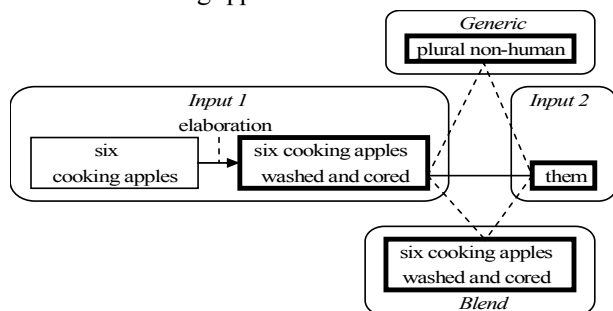 Generic
plural non-human
Input 1
Input 2
elaboration
six
cooking apples
six cooking apples
washed and cored
them
six cooking apples
washed and cored
Blend